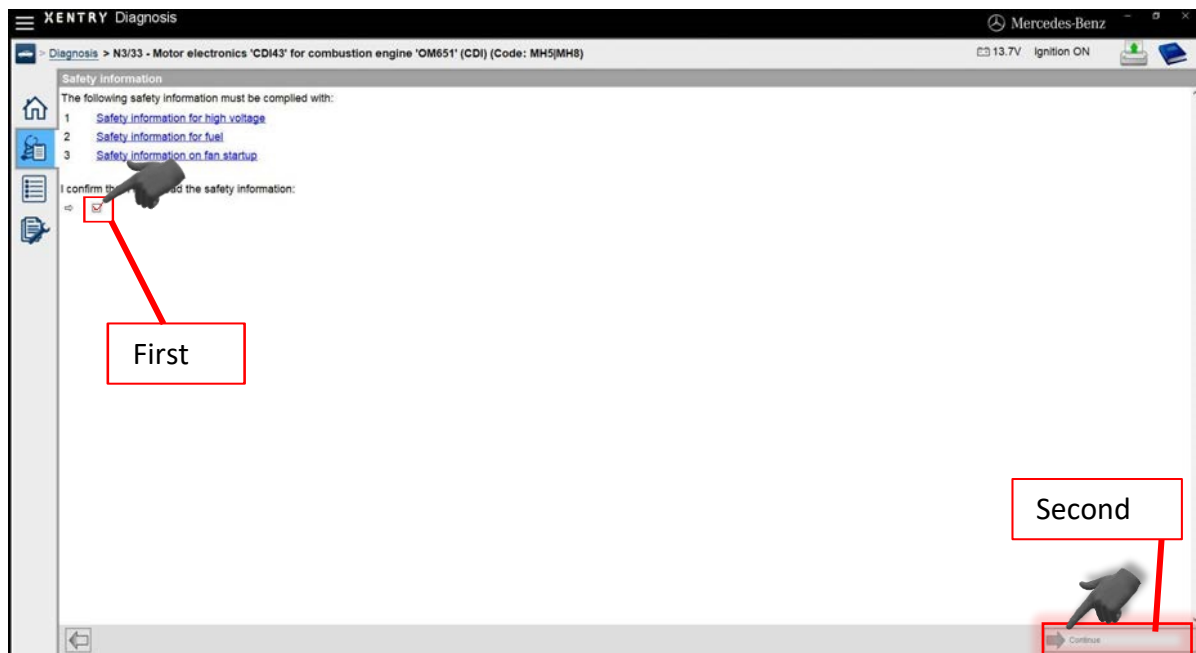 XENTRY Diagnosis
Mercedes-Benz
> Diagnosis > N3/33 - Motor electronics 'CDI43' for combustion engine 'OM651' (CDI) (Code: MH5|MH8)
13.7V Ignition ON
Safety information
The following safety information must be complied with:
1 Safety information for high voltage
2 Safety information for fuel
3 Safety information on fan startup
I confirm the read the safety information:
First
Second
Continue